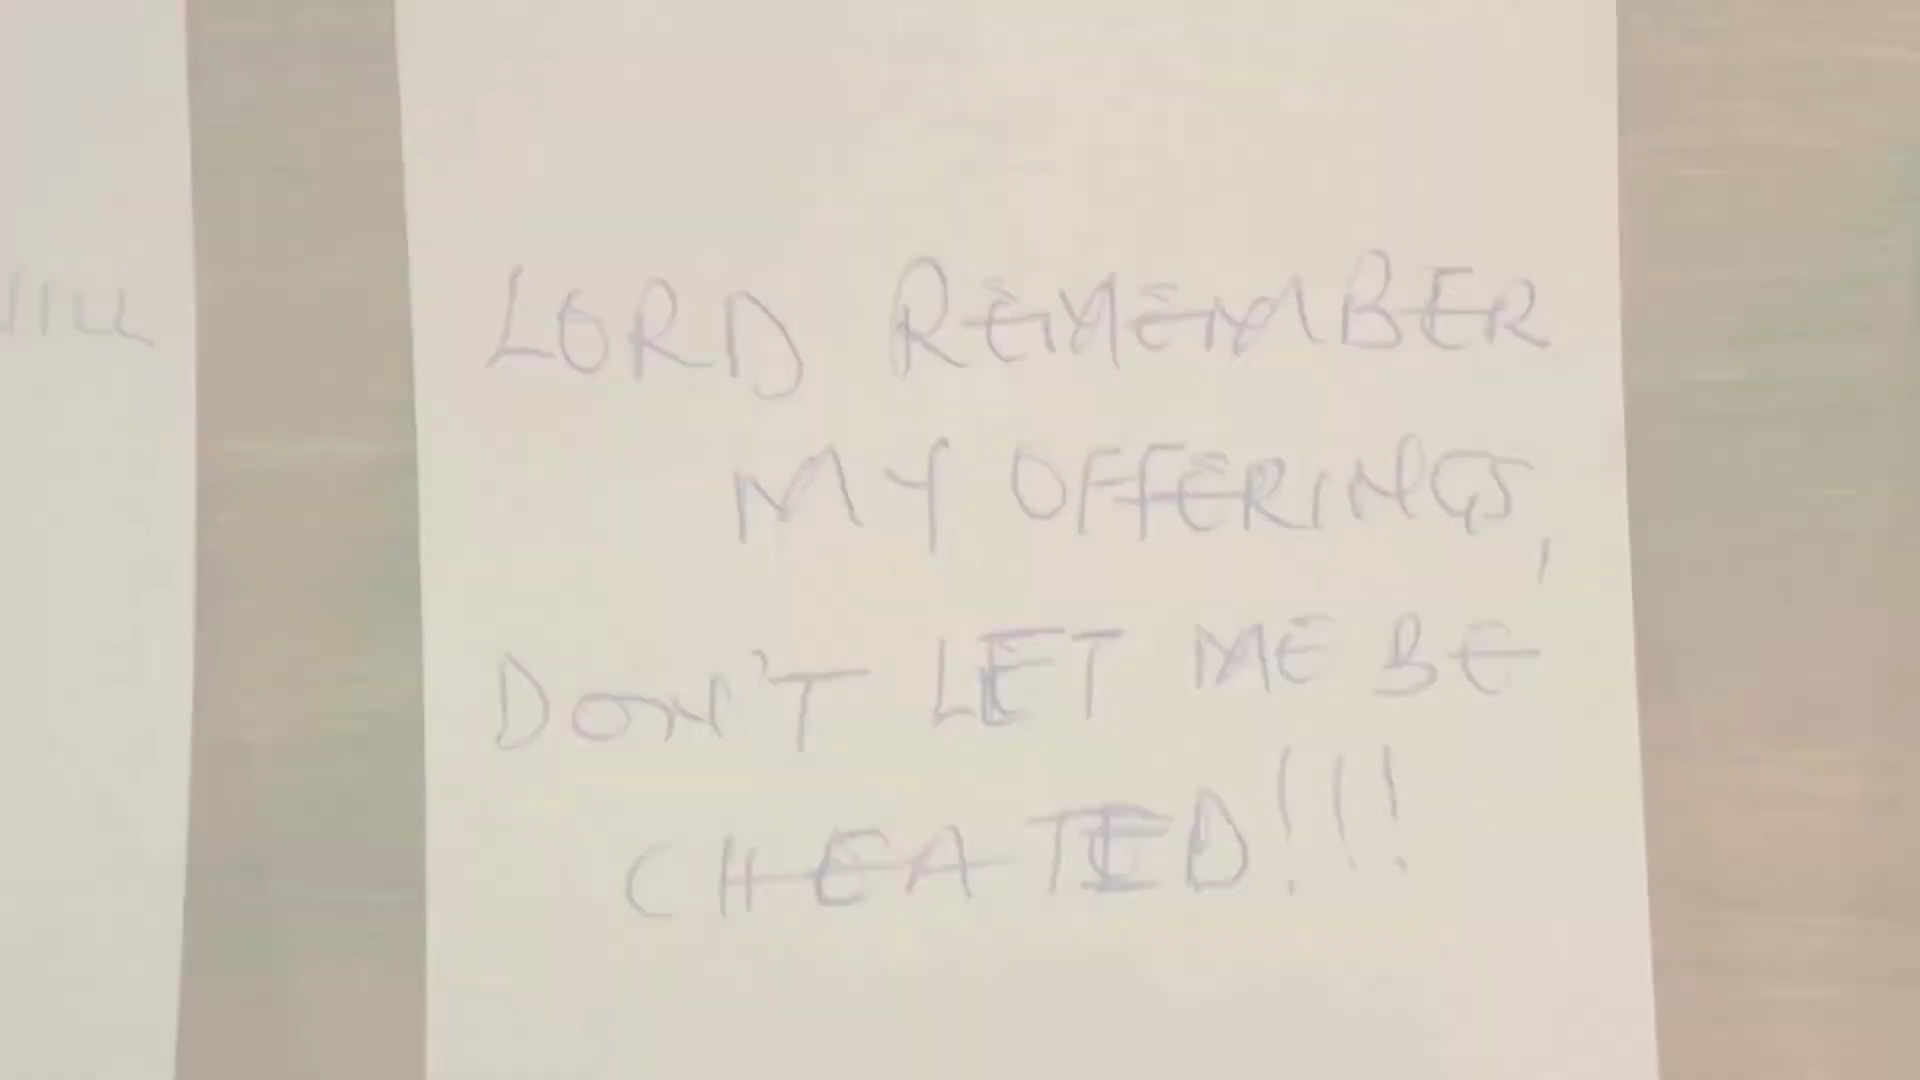 LORD REMEMBER
MY OFFERINGS,
DON'T LET ME BE
CHEATED!!!